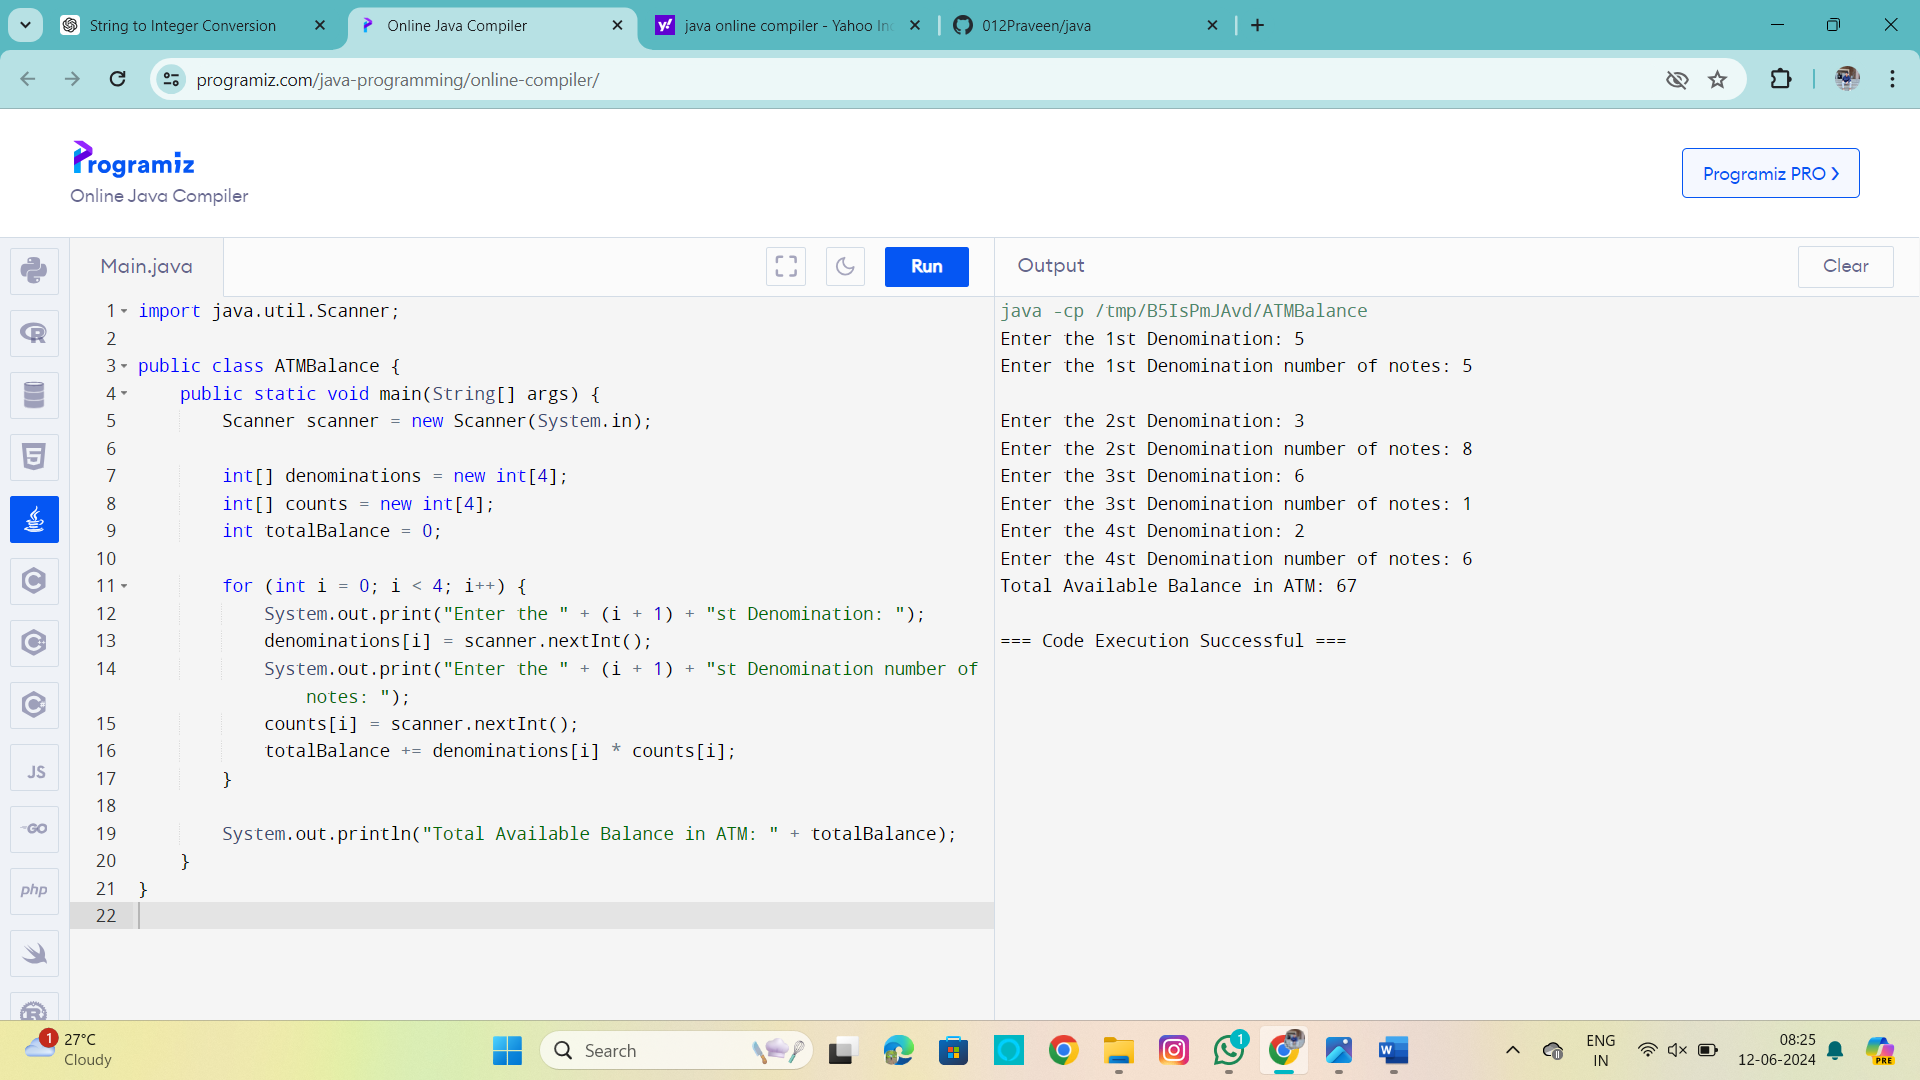 String to Integer Conversion
Online Java Compiler
java online compiler - Yahoo In
012Praveen/java
programiz.com/java-programming/online-compiler/
Programiz
Online Java Compiler
Programiz PRO
Main.java
Run
Output
Clear
1 import java.util.Scanner;
2
3 public class ATMBalance {
4 public static void main(String[] args) {
5 Scanner scanner = new Scanner(System.in);
6
7 int[] denominations = new int[4];
8 int[] counts = new int[4];
9 int totalBalance = 0;
10
11 for (int i = 0; i < 4; i++) {
12 System.out.print("Enter the " + (i + 1) + "st Denomination: ");
13 denominations[i] = scanner.nextInt();
14 System.out.print("Enter the " + (i + 1) + "st Denomination number of
notes: ");
15 counts[i] = scanner.nextInt();
16 totalBalance += denominations[i] * counts[i];
17 }
18
19 System.out.println("Total Available Balance in ATM: " + totalBalance);
20 }
21 }
22
java -cp /tmp/B5IsPmJAvd/ATMBalance
Enter the 1st Denomination: 5
Enter the 1st Denomination number of notes: 5
Enter the 2st Denomination: 3
Enter the 2st Denomination number of notes: 8
Enter the 3st Denomination: 6
Enter the 3st Denomination number of notes: 1
Enter the 4st Denomination: 2
Enter the 4st Denomination number of notes: 6
Total Available Balance in ATM: 67
=== Code Execution Successful ===
R
5
C
C
C
JS
GO
php
R
1
27°C
Cloudy
Search
1
W
ENG
IN
08:25
12-06-2024
PRE